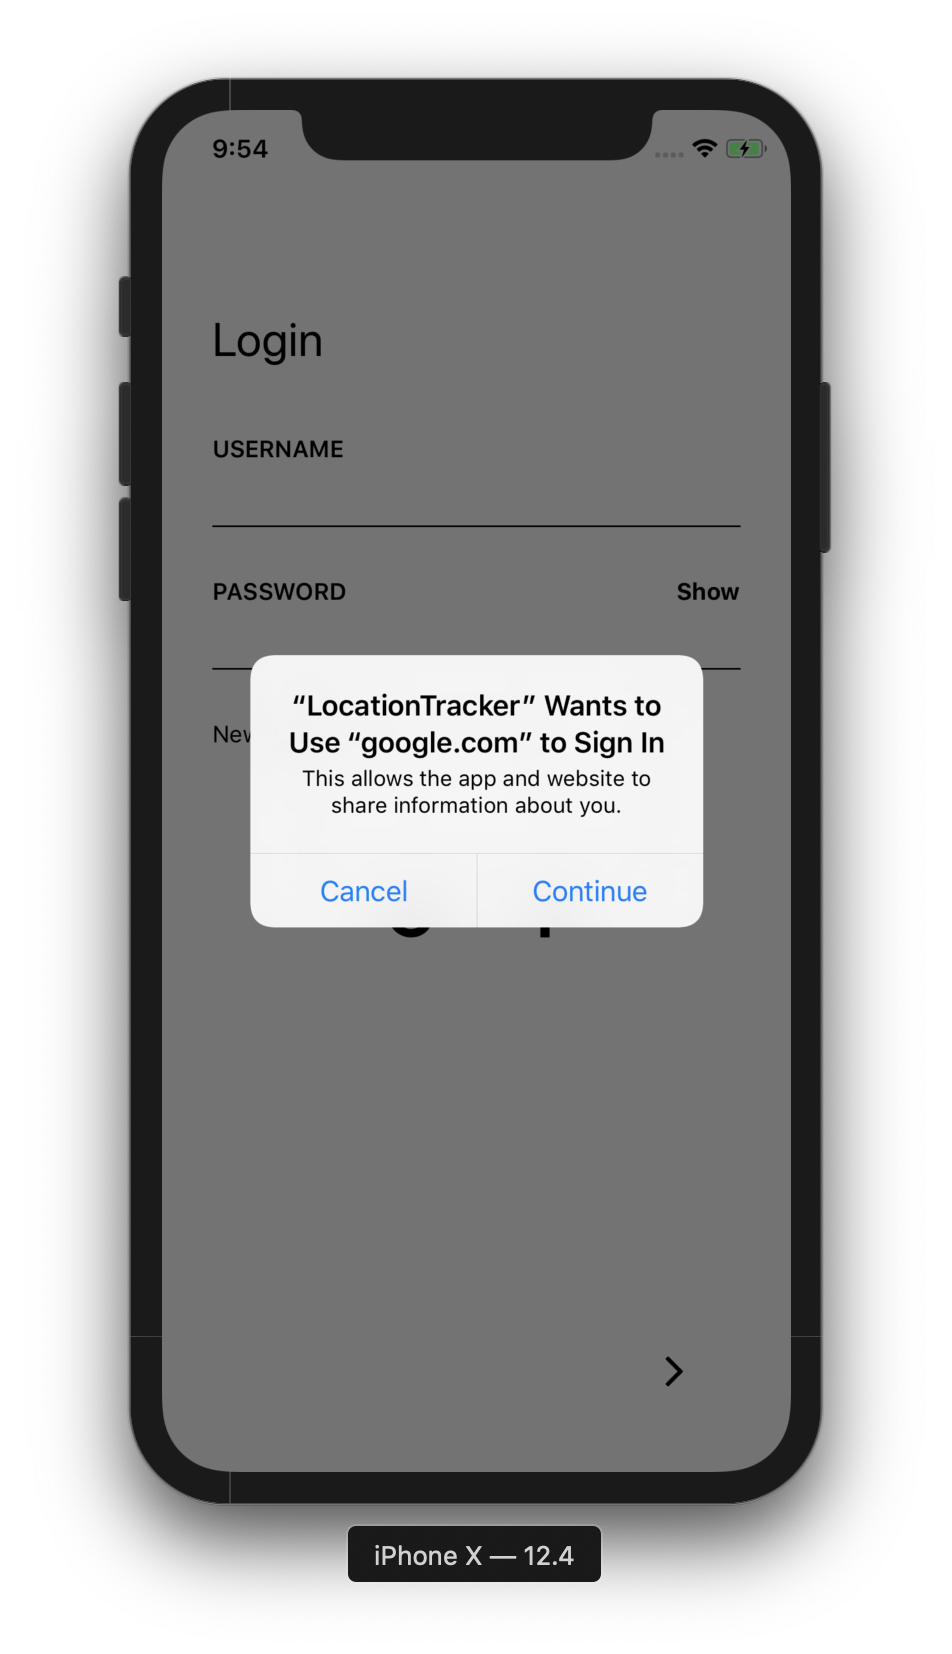 9:54
Login
USERNAME
PASSWORD Show
“LocationTracker” Wants to
Use “google.com” to Sign In
This allows the app and website to
share information about you.
Cancel Continue
iPhone X — 12.4